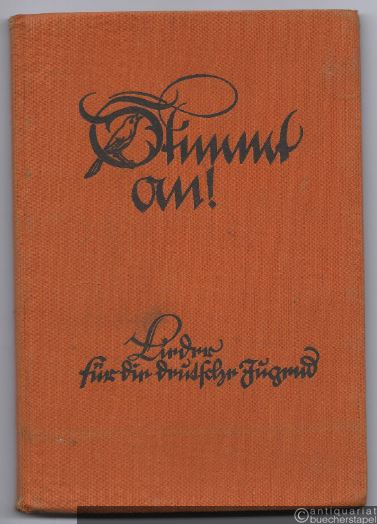 Stimmt
an!
Lieder
für die deutsche Jugend
antiquariat
buecherstapel